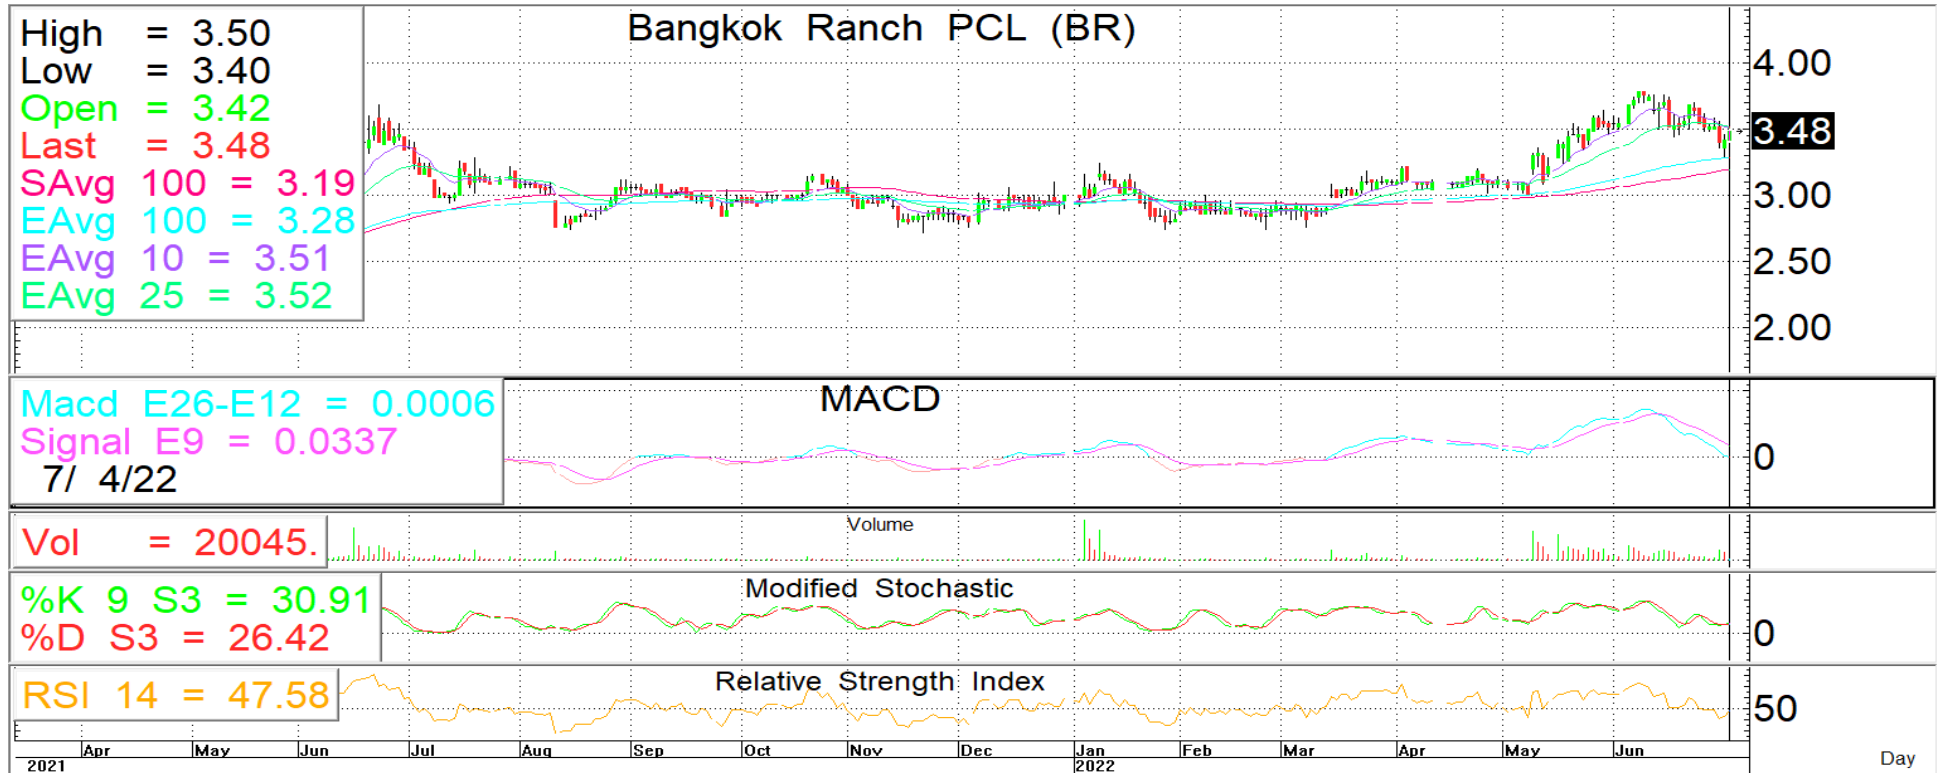 Bangkok Ranch PCL (BR)
High = 3.50
Low = 3.40
Open = 3.42
Last = 3.48
SAvg 100 = 3.19
EAvg 100 = 3.28
EAvg 10 = 3.51
EAvg 25 = 3.52
4.00
3.48
3.00
2.50
2.00
MACD
Macd E26-E12 = 0.0006
Signal E9 = 0.0337
7/ 4/22
0
Volume
Vol = 20045.
Modified Stochastic
%K 9 S3 = 30.91
%D S3 = 26.42
0
Relative Strength Index
RSI 14 = 47.58
50
Apr May Jun Jul Aug Sep Oct Nov Dec Jan Feb Mar Apr May Jun
2021 2022
Day